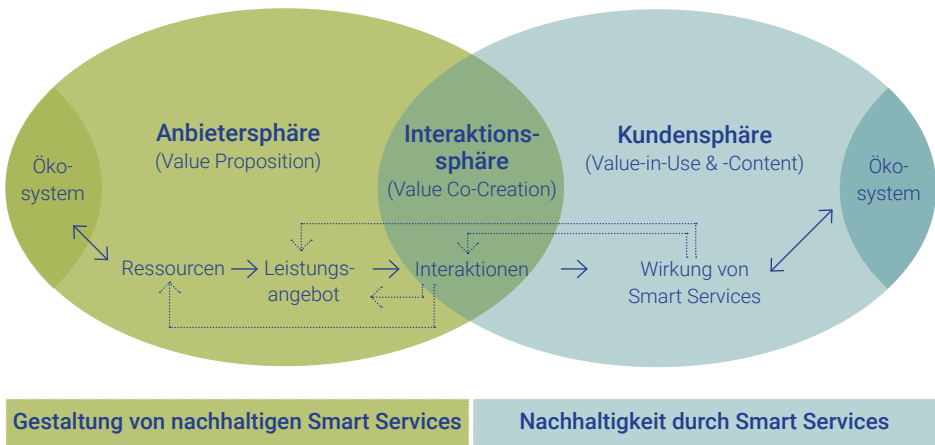 Anbietersphäre
(Value Proposition)
Interaktions-
sphäre
(Value Co-Creation)
Kundensphäre
(Value-in-Use & -Content)
Öko-
system
Öko-
system
Ressourcen
Leistungs-
angebot
Interaktionen
Wirkung von
Smart Services
Gestaltung von nachhaltigen Smart Services
Nachhaltigkeit durch Smart Services